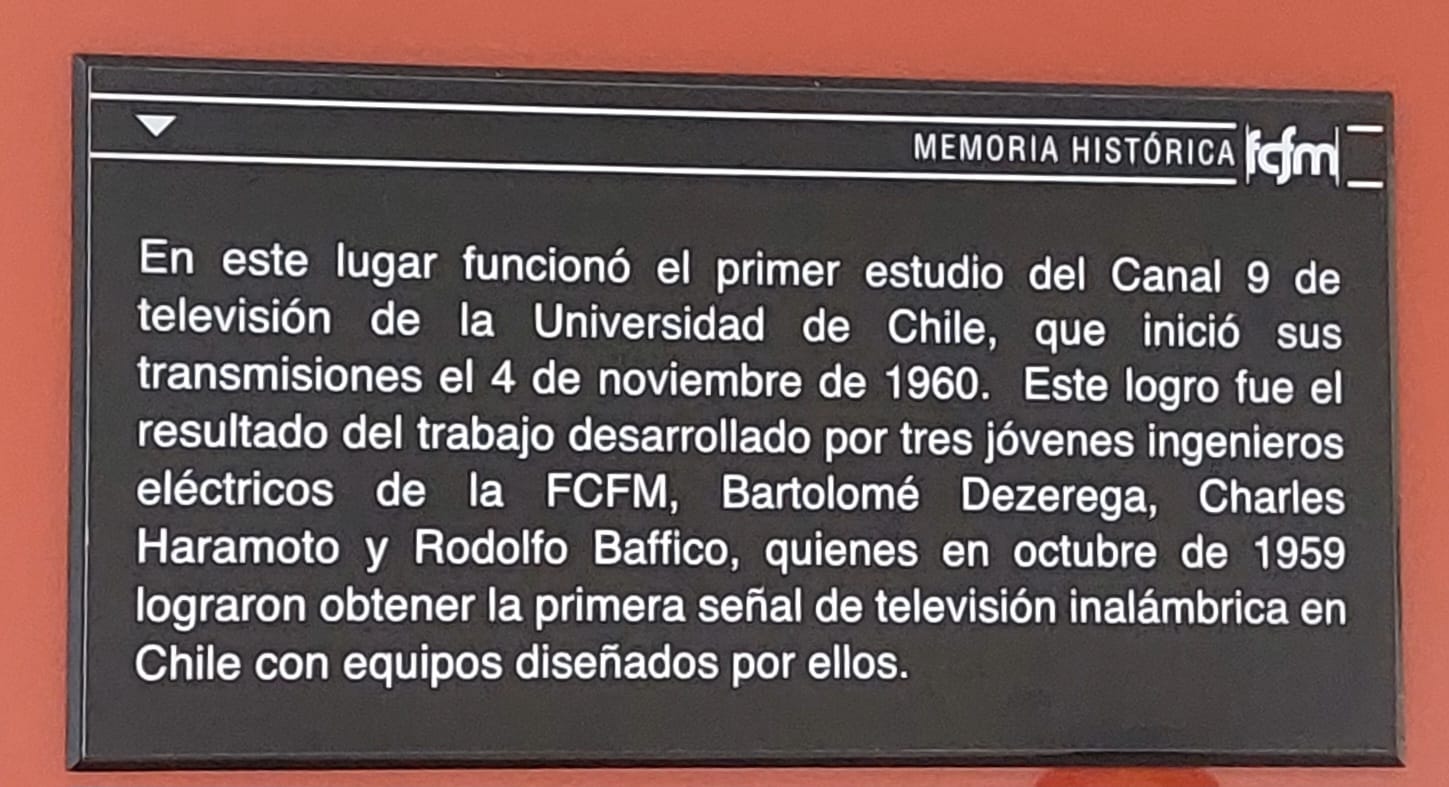 MEMORIA HISTÓRICA fcfm
En este lugar funcionó el primer estudio del Canal 9 de
televisión de la Universidad de Chile, que inició sus
transmisiones el 4 de noviembre de 1960. Este logro fue el
resultado del trabajo desarrollado por tres jóvenes ingenieros
eléctricos de la FCFM, Bartolomé Dezerega, Charles
Haramoto y Rodolfo Baffico, quienes en octubre de 1959
lograron obtener la primera señal de televisión inalámbrica en
Chile con equipos diseñados por ellos.